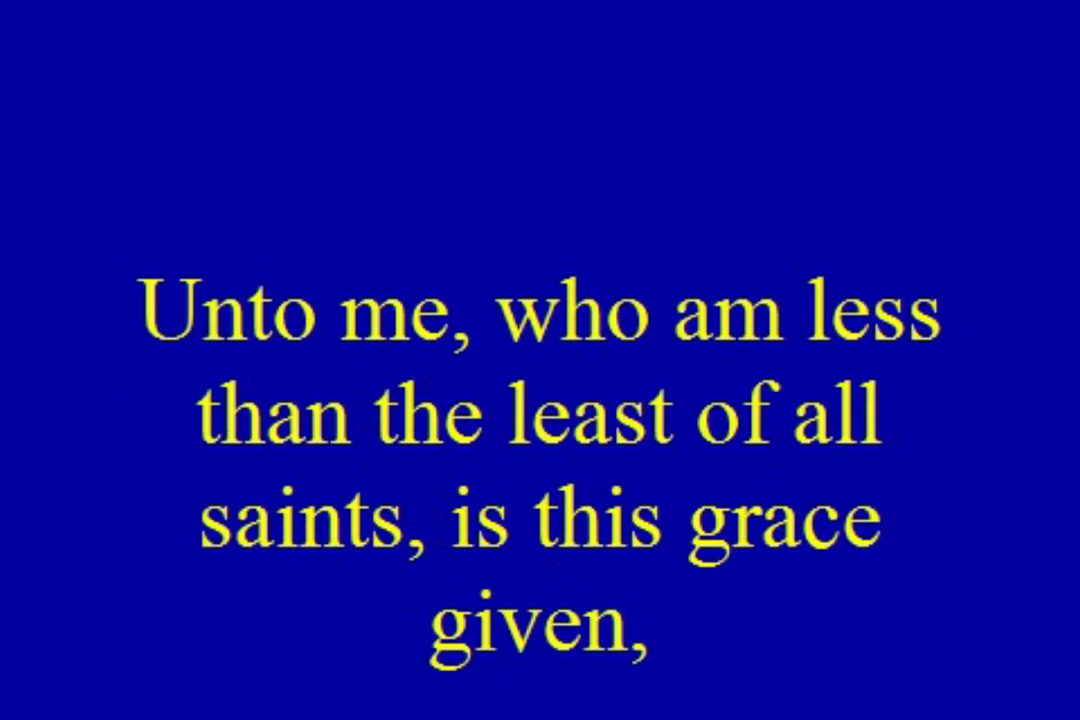 Unto me, who am less
than the least of all
saints, is this grace
given,